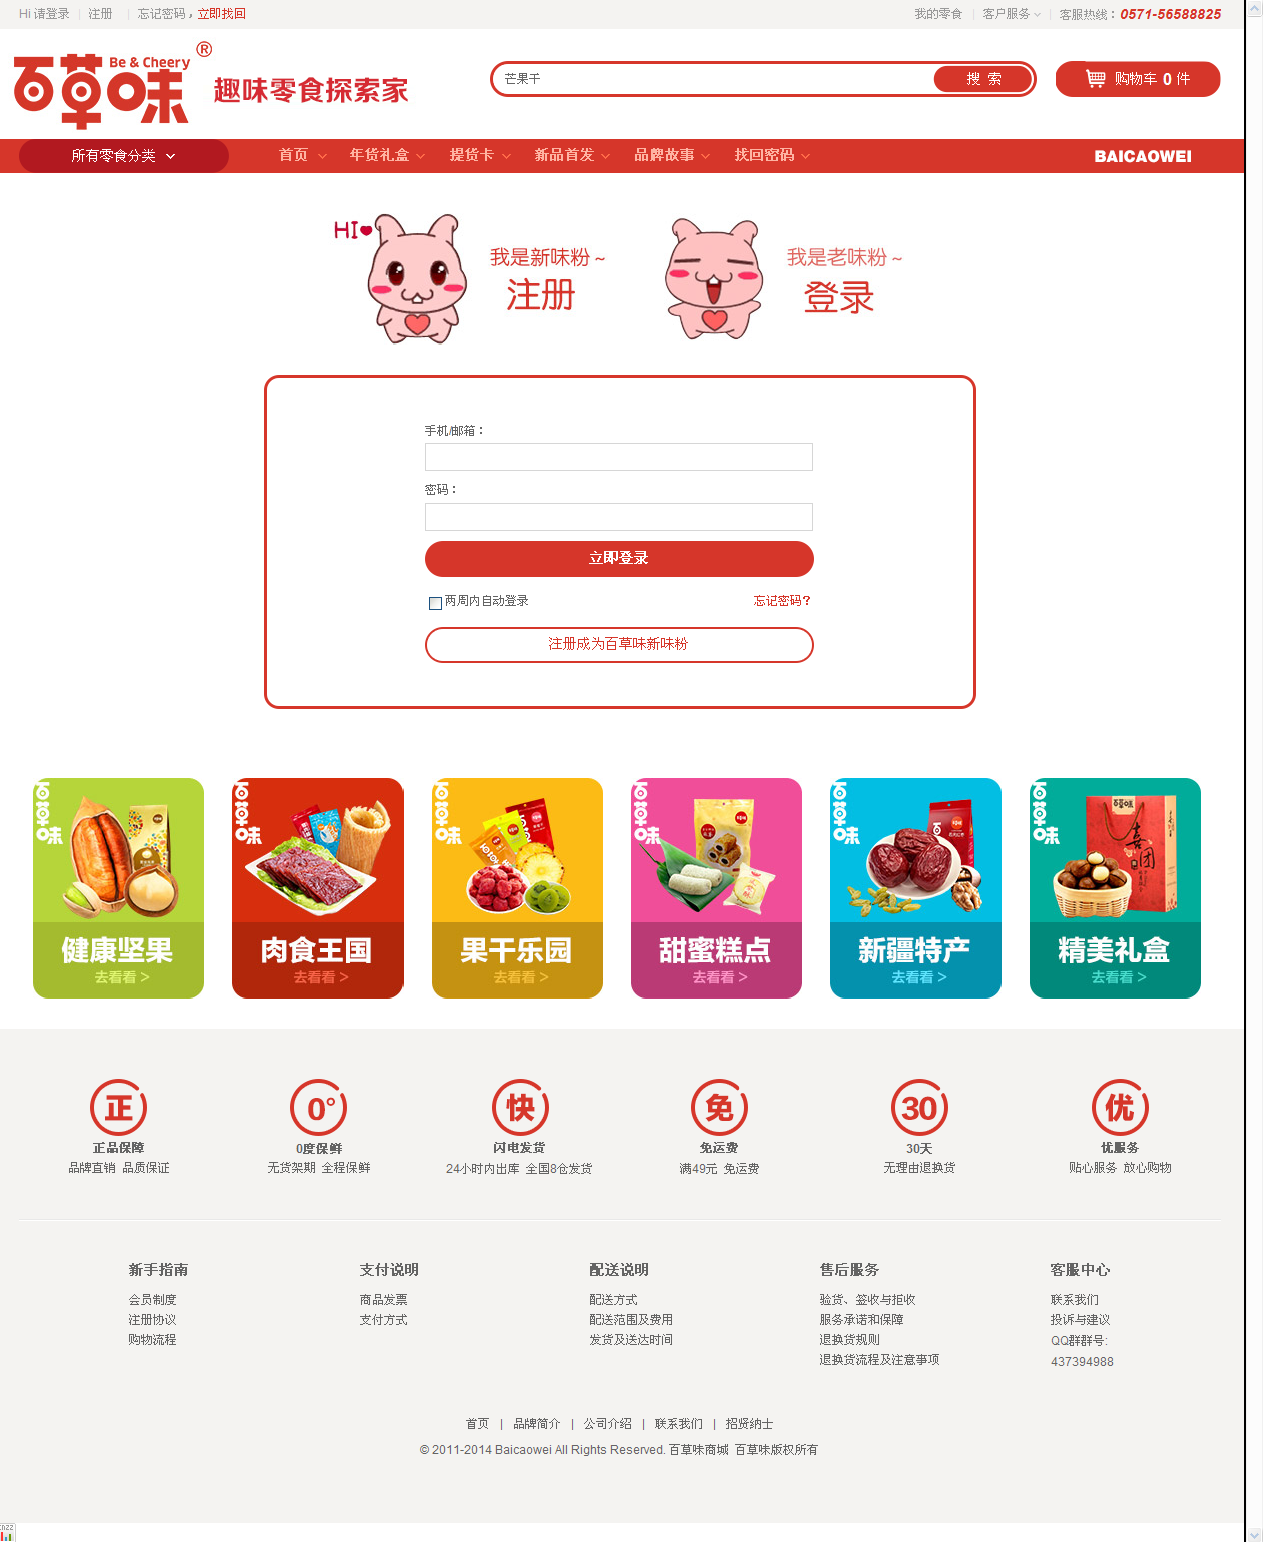 Hi 请登录 注册 忘记密码，立即找回 我的零食 客户服务 客服热线：0571-56588825
百草味 Be & Cheery ® 趣味零食探索家
芒果干 搜 索 购物车 0 件
所有零食分类 首页 年货礼盒 提货卡 新品首发 品牌故事 找回密码 BAICAOWEI
HI 我是新味粉～ 我是老味粉～
注册 登录
手机/邮箱：
密码：
立即登录
两周内自动登录 忘记密码?
注册成为百草味新味粉
百草味 百草味 百草味 百草味 百草味 百草味
喜团
健康坚果 肉食王国 果干乐园 甜蜜糕点 新疆特产 精美礼盒
去看看 > 去看看 > 去看看 > 去看看 > 去看看 > 去看看 >
正 0° 快 免 30 优
正品保障 0度保鲜 闪电发货 免运费 30天 优服务
品牌直销 品质保证 无货架期 全程保鲜 24小时内出库 全国8仓发货 满49元 免运费 无理由退换货 贴心服务 放心购物
新手指南 支付说明 配送说明 售后服务 客服中心
会员制度 商品发票 配送方式 验货、签收与拒收 联系我们
注册协议 支付方式 配送范围及费用 服务承诺和保障 投诉与建议
购物流程 发货及送达时间 退换货规则 QQ群群号:
退换货流程及注意事项 437394988
首页 | 品牌简介 | 公司介绍 | 联系我们 | 招贤纳士
© 2011-2014 Baicaowei All Rights Reserved. 百草味商城 百草味版权所有